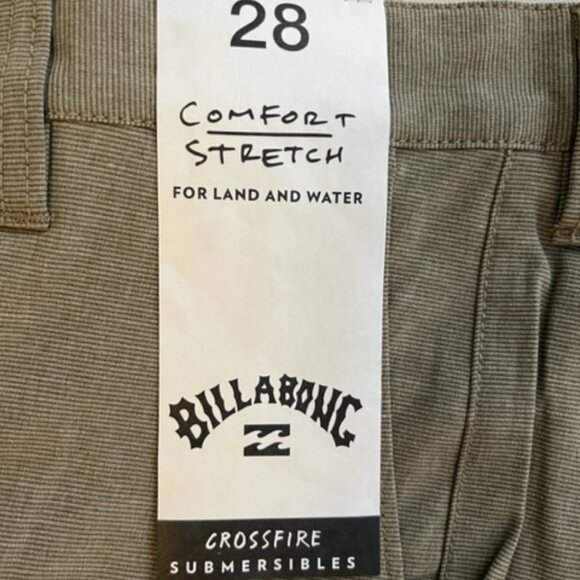 28
COMFORT
STRETCH
FOR LAND AND WATER
BILLABONG
CROSSFIRE
SUBMERSIBLES